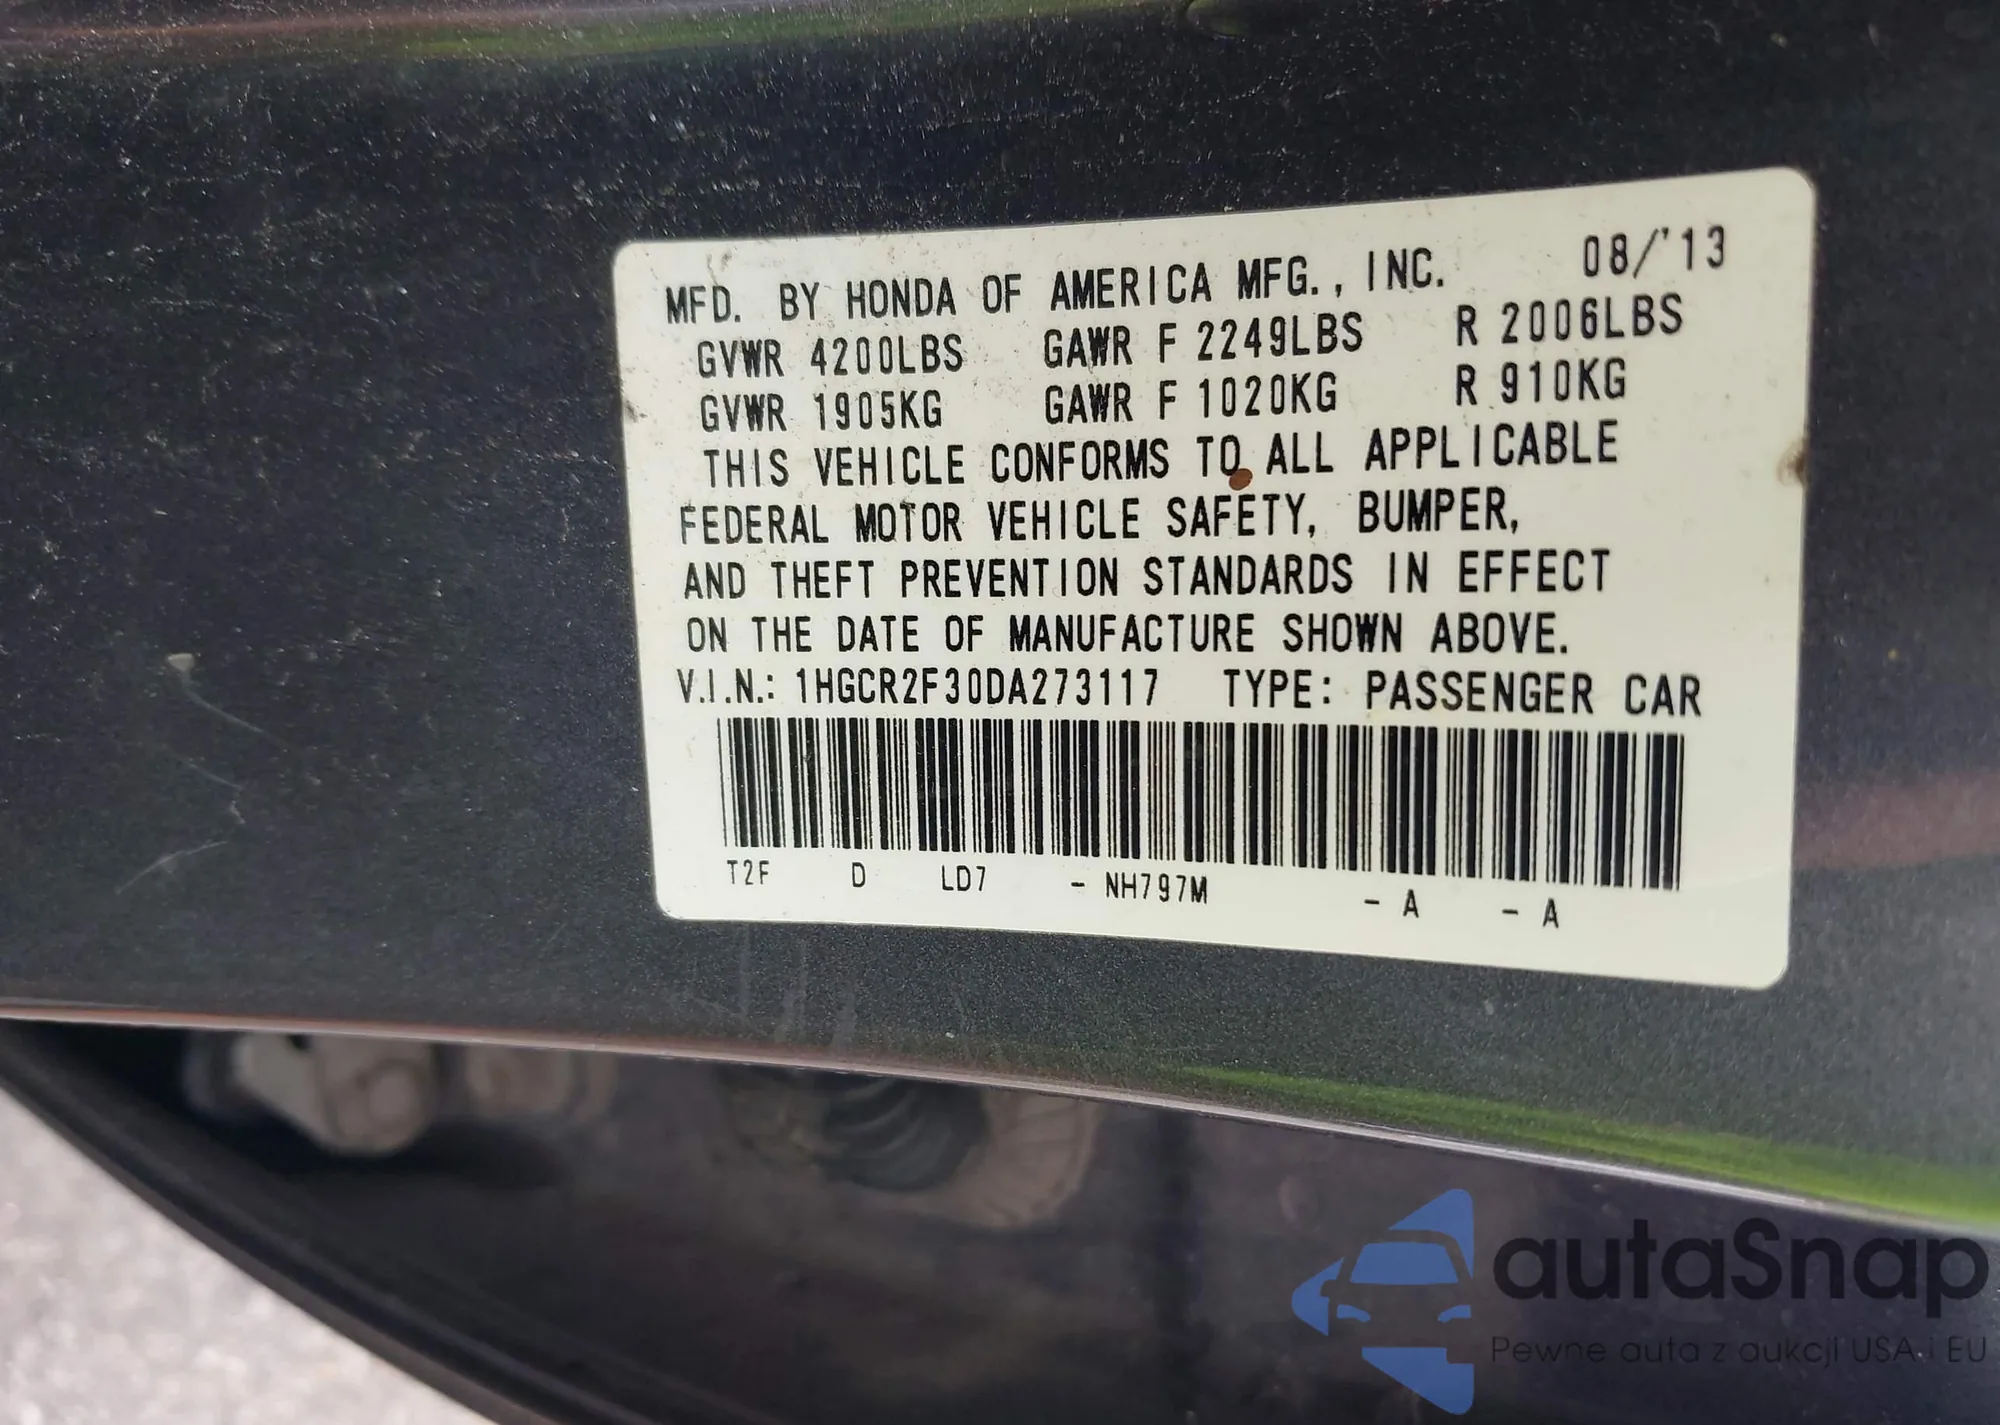 MFD. BY HONDA OF AMERICA MFG., INC. 08/'13
GVWR 4200LBS GAWR F 2249LBS R 2006LBS
GVWR 1905KG GAWR F 1020KG R 910KG
THIS VEHICLE CONFORMS TO ALL APPLICABLE
FEDERAL MOTOR VEHICLE SAFETY, BUMPER,
AND THEFT PREVENTION STANDARDS IN EFFECT
ON THE DATE OF MANUFACTURE SHOWN ABOVE.
V.I.N.: 1HGCR2F30DA273117 TYPE: PASSENGER CAR
T2F D LD7 - NH797M - A - A
autaSnap
Pewne auta z aukcji USA i EU